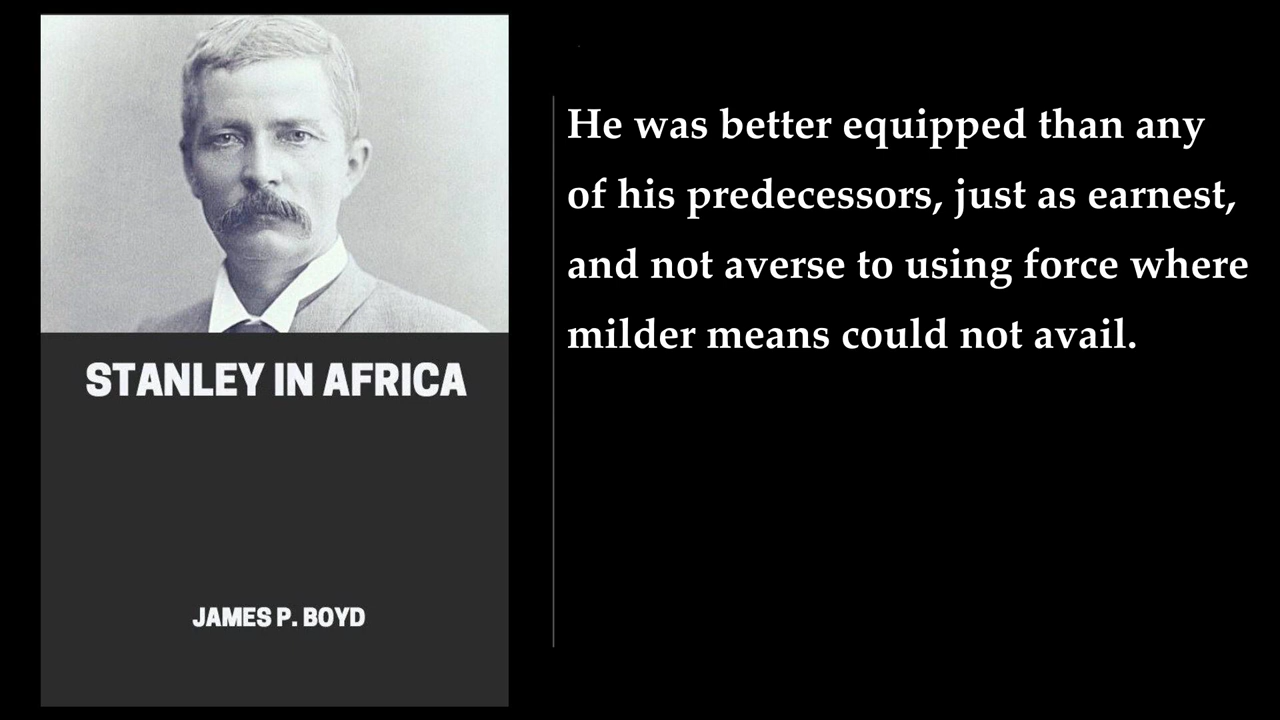 STANLEY IN AFRICA
JAMES P. BOYD
He was better equipped than any
of his predecessors, just as earnest,
and not averse to using force where
milder means could not avail.